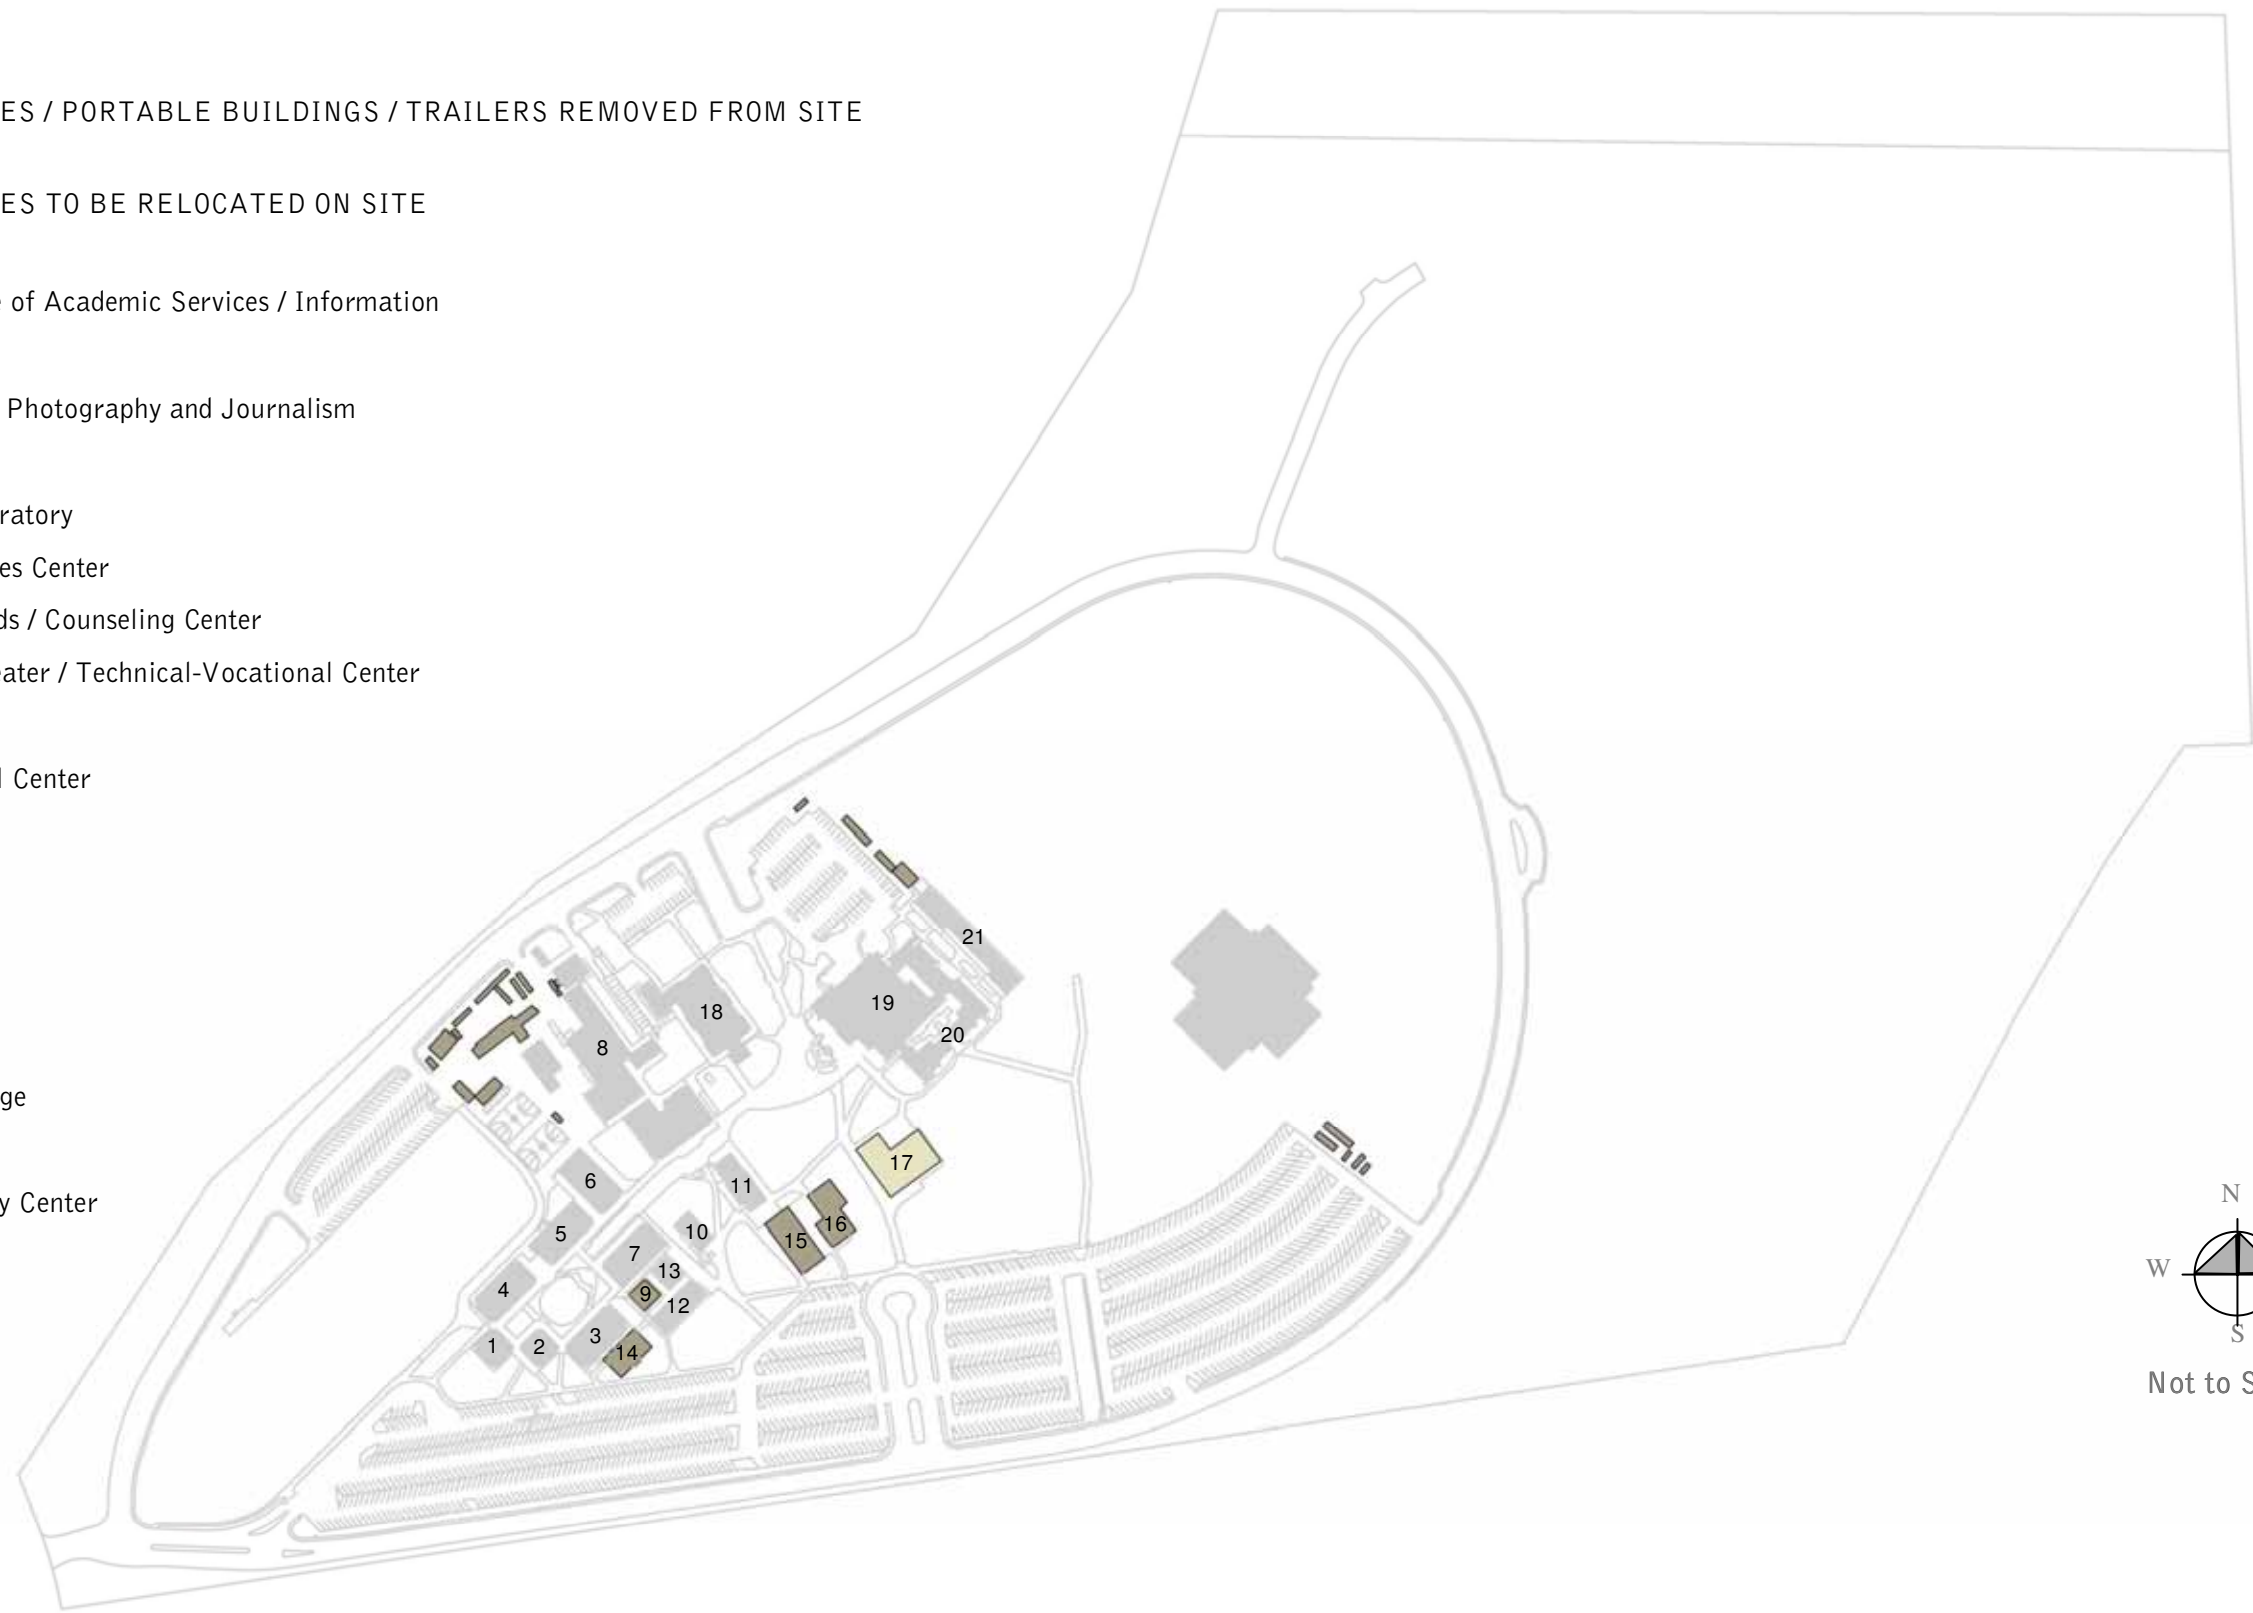 ES / PORTABLE BUILDINGS / TRAILERS REMOVED FROM SITE
ES TO BE RELOCATED ON SITE
of Academic Services / Information
Photography and Journalism
ratory
es Center
ds / Counseling Center
ater / Technical-Vocational Center
l Center
21
19
18
20
8
ge
17
6
11
N
y Center
16
10
5
15
7
W
13
4
9
12
3
S
1
2
14
Not to S